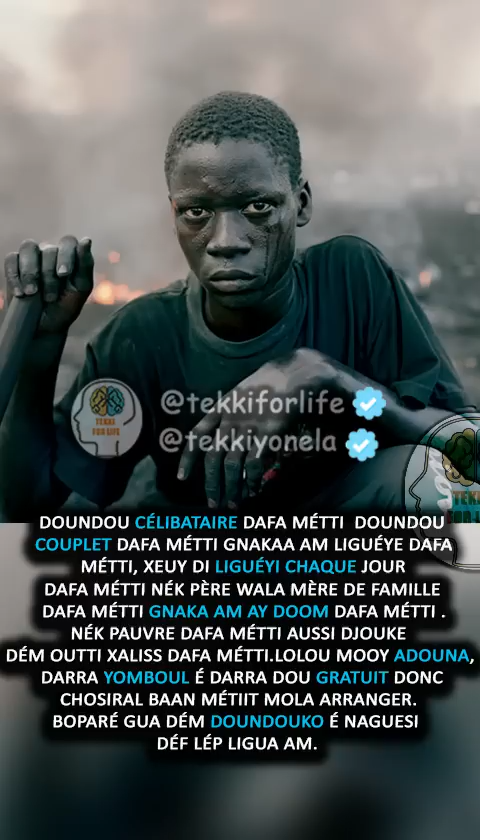 @tekkiforlife
@tekkiyonela
TEKKI
FOR LIFE
DOUNDOU CÉLIBATAIRE DAFA MÉTTI DOUNDOU
COUPLET DAFA MÉTTI GNAKAA AM LIGUÉYE DAFA
MÉTTI, XEUY DI LIGUÉYI CHAQUE JOUR
DAFA MÉTTI NÉK PÈRE WALA MÈRE DE FAMILLE
DAFA MÉTTI GNAKA AM AY DOOM DAFA MÉTTI .
NÉK PAUVRE DAFA MÉTTI AUSSI DJOUKE
DÉM OUTTI XALISS DAFA MÉTTI.LOLOU MOOY ADOUNA,
DARRA YOMBOUL É DARRA DOU GRATUIT DONC
CHOSIRAL BAAN MÉTIIT MOLA ARRANGER.
BOPARÉ GUA DÉM DOUNDOUKO É NAGUESI
DÉF LÉP LIGUA AM.